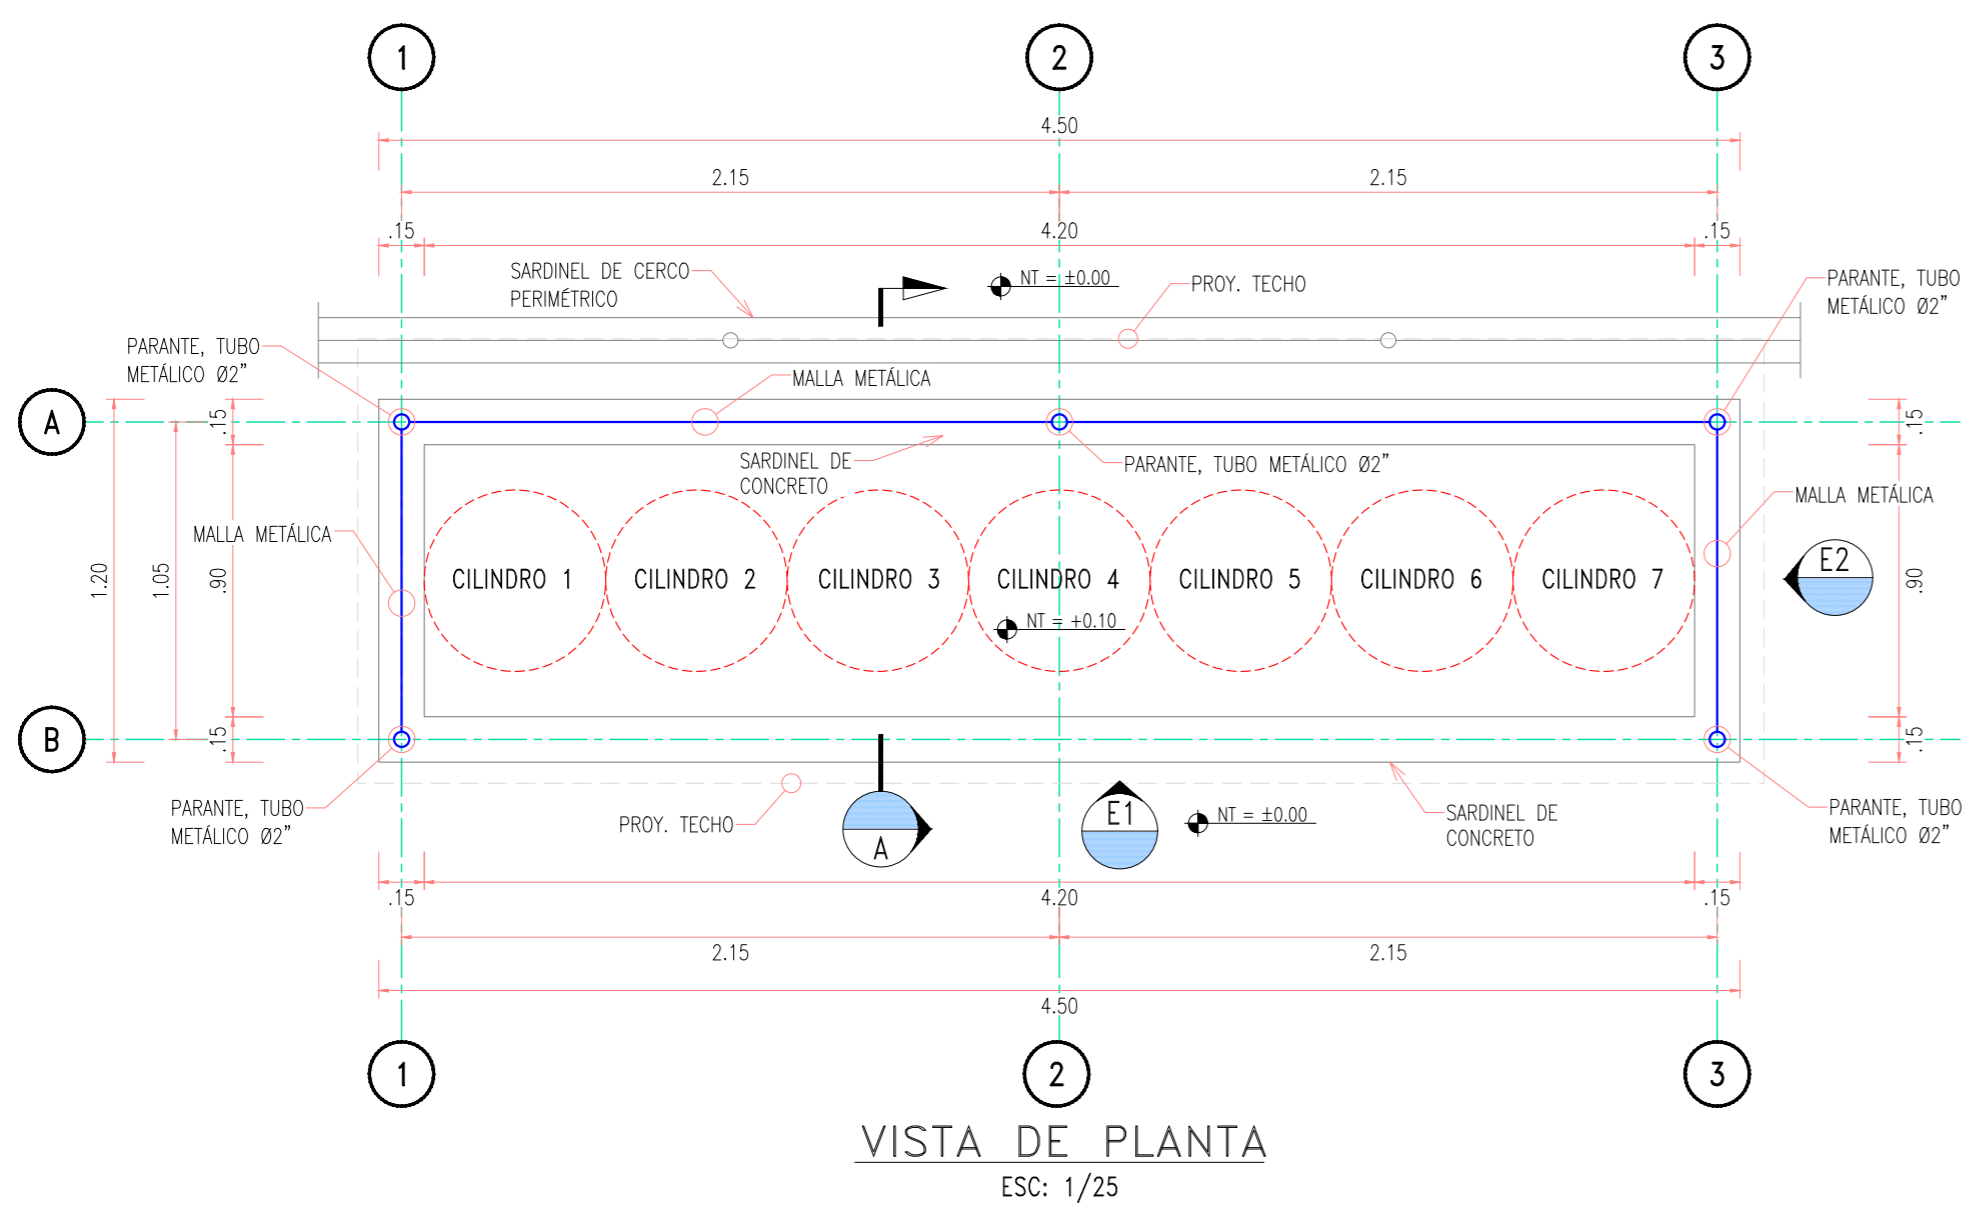 1 2 3
4.50
2.15 2.15
.15 4.20 .15
SARDINEL DE CERCO
PERIMÉTRICO
NT = ±0.00
PROY. TECHO
PARANTE, TUBO
METÁLICO Ø2"
PARANTE, TUBO
METÁLICO Ø2"
MALLA METÁLICA
A
.15
.15
SARDINEL DE
CONCRETO
PARANTE, TUBO METÁLICO Ø2"
MALLA METÁLICA
MALLA METÁLICA
1.20
1.05
.90
CILINDRO 1
CILINDRO 2
CILINDRO 3
CILINDRO 4
CILINDRO 5
CILINDRO 6
CILINDRO 7
NT = +0.10
E2
.90
B
.15
.15
PARANTE, TUBO
METÁLICO Ø2"
PROY. TECHO
A
E1
NT = ±0.00
SARDINEL DE
CONCRETO
PARANTE, TUBO
METÁLICO Ø2"
.15 4.20 .15
2.15 2.15
4.50
1 2 3
VISTA DE PLANTA
ESC: 1/25